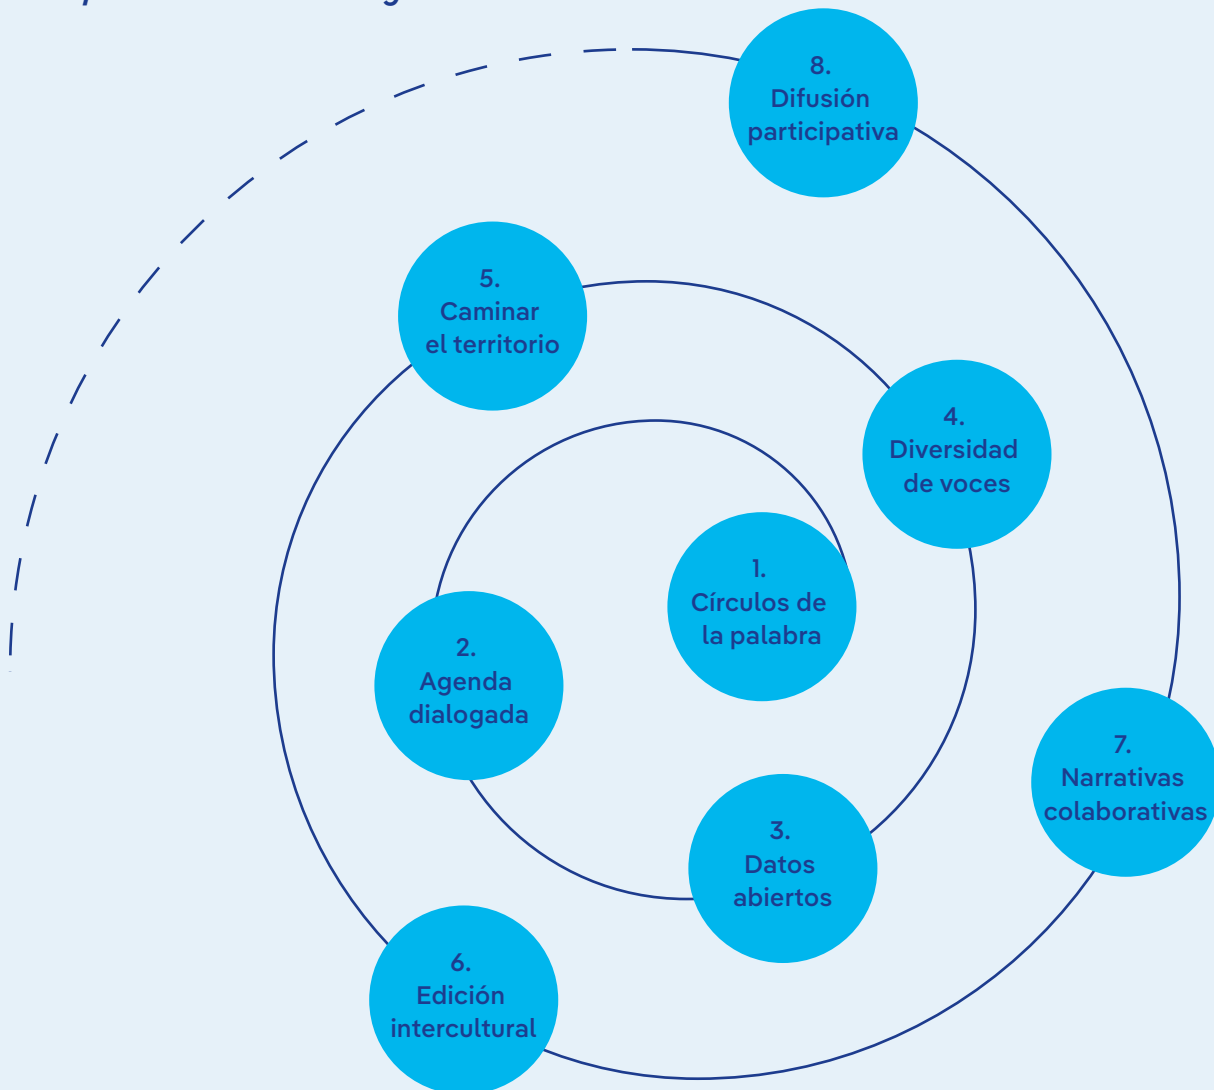 1.
Círculos de
la palabra
2.
Agenda
dialogada
3.
Datos
abiertos
4.
Diversidad
de voces
5.
Caminar
el territorio
6.
Edición
intercultural
7.
Narrativas
colaborativas
8.
Difusión
participativa